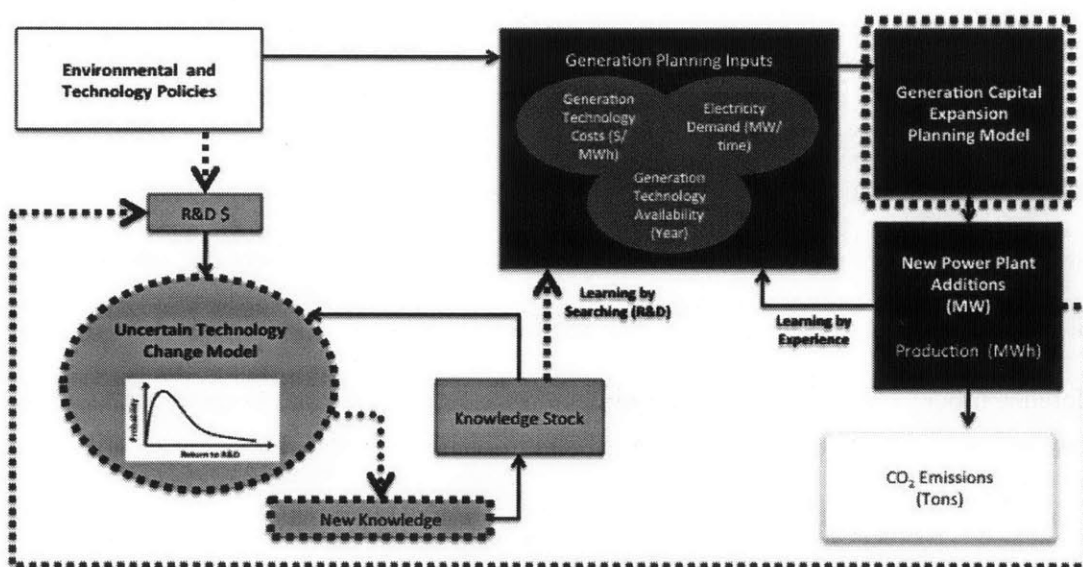 Environmental and
Technology Policies
Generation Planning Inputs
Generation
Technology
Costs (S/
MWh)
Electricity
Demand (MW/
time)
Generation
Technology
Availability
(Year)
Generation Capital
Expansion
Planning Model
R&D $
Uncertain Technology
Change Model
Probability
Return to R&D
Learning by
Searching (R&D)
Learning by
Experience
New Power Plant
Additions
(MW)
Production (MWh)
Knowledge Stock
New Knowledge
CO₂ Emissions
(Tons)